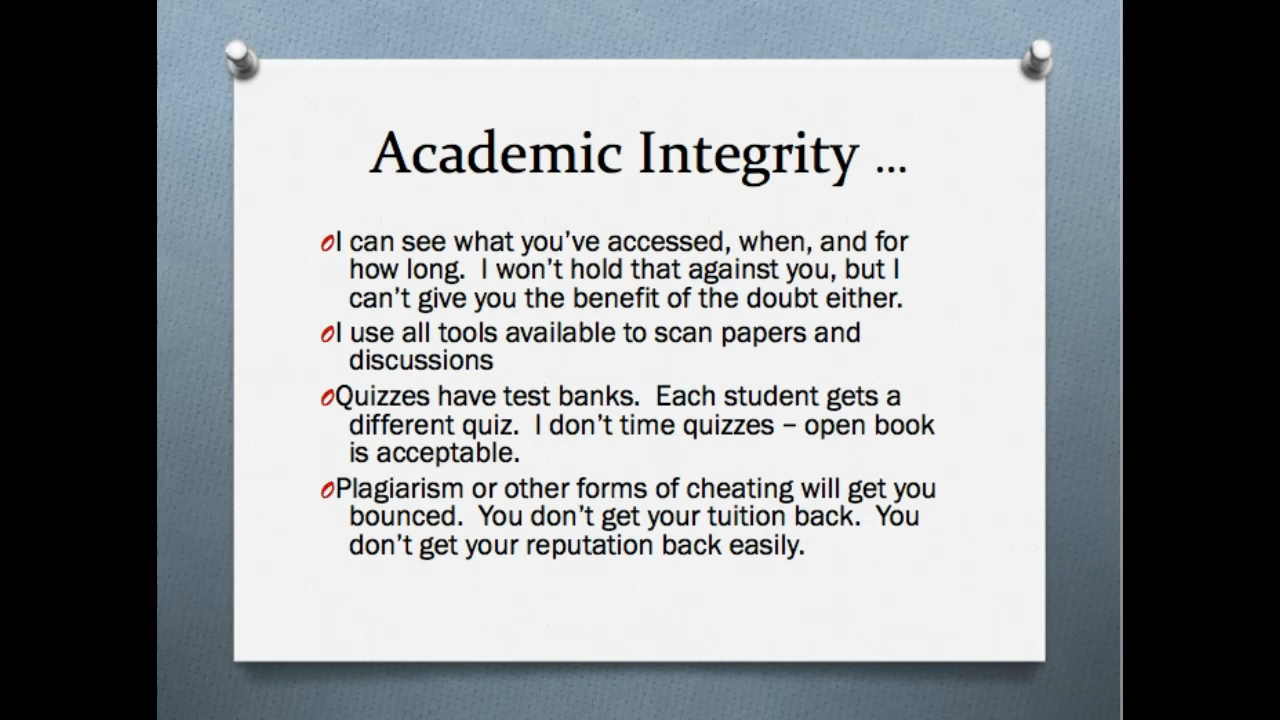 Academic Integrity ...
I can see what you've accessed, when, and for
how long.  I won't hold that against you, but I
can't give you the benefit of the doubt either.
I use all tools available to scan papers and
discussions
Quizzes have test banks.  Each student gets a
different quiz.  I don't time quizzes – open book
is acceptable.
Plagiarism or other forms of cheating will get you
bounced.  You don't get your tuition back.  You
don't get your reputation back easily.